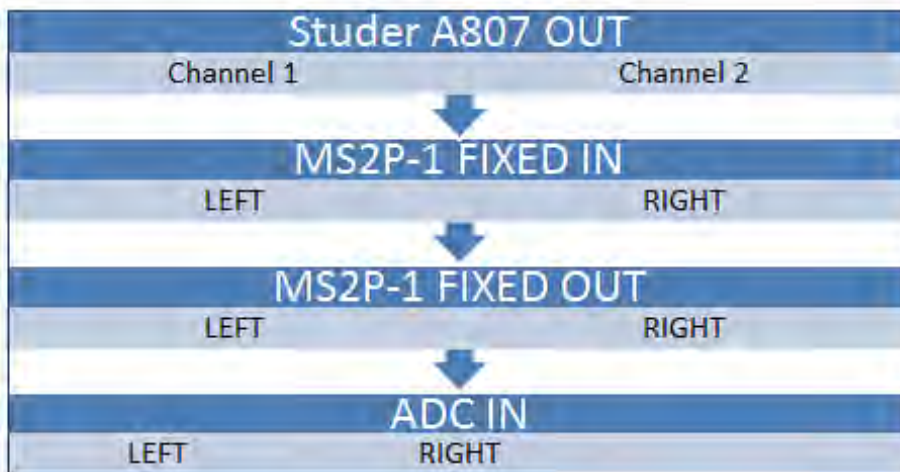 Studer A807 OUT
Channel 1 Channel 2
MS2P-1 FIXED IN
LEFT RIGHT
MS2P-1 FIXED OUT
LEFT RIGHT
ADC IN
LEFT RIGHT